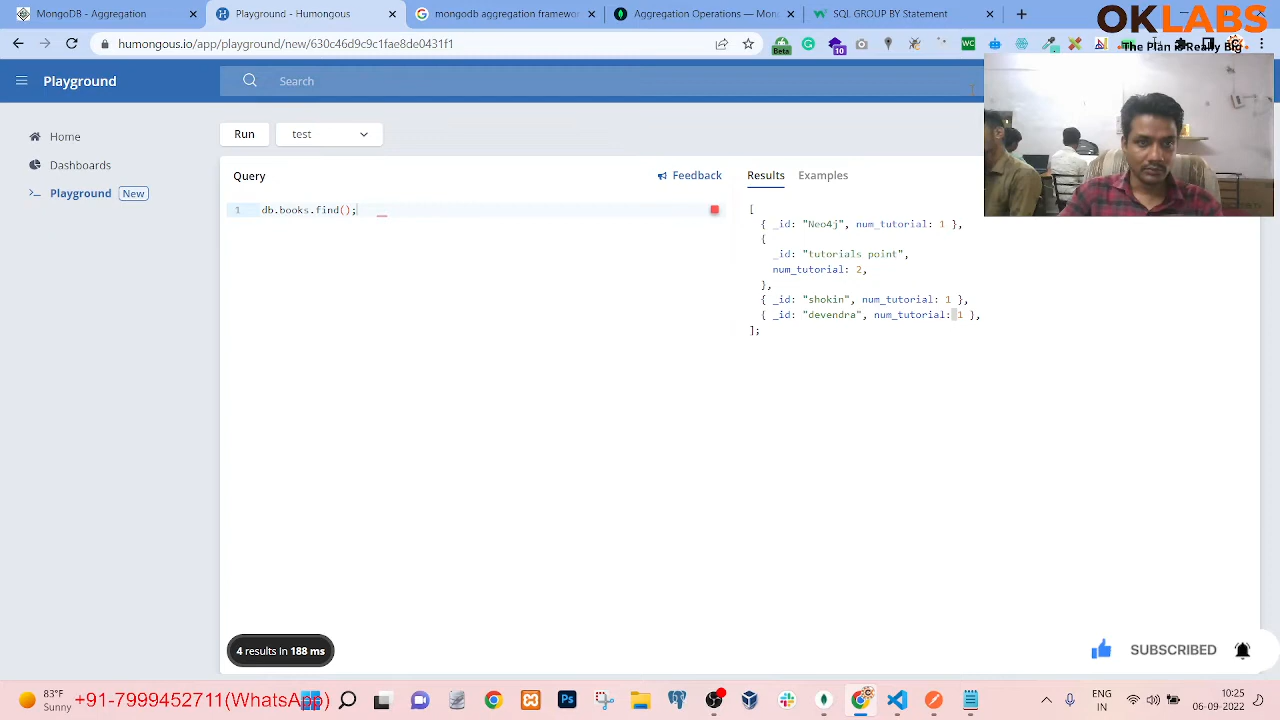 MongoDB - Aggregation
Playground - Humongous
mongodb group framewor
Aggregation Operations — Mon
SQL GROUP BY Statement
OKLABS
humongous.io/app/playground/new/
The Plan is Really Big
Playground
Search
Home
Dashboards
Playground New
Run
test
Query
Feedback
Results
Examples
1 db.books.find();
[
{ _id: "Neo4j", num_tutorial: 1 },
{
_id: "tutorials point",
num_tutorial: 2,
},
{ _id: "shokin", num_tutorial: 1 },
{ _id: "devendra", num_tutorial: 1 },
];
4 results in 188 ms
SUBSCRIBED
83°F
Sunny
+91-7999452711(WhatsApp)
ENG
IN
10:25
06-09-2022